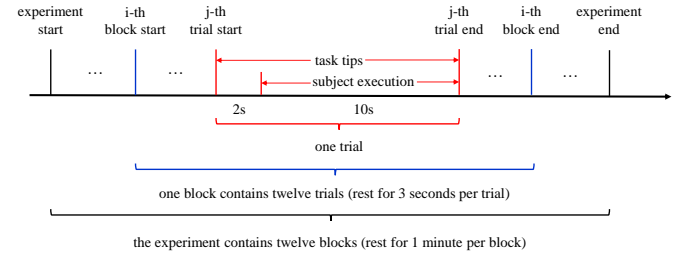 experiment start
i-th block start
j-th trial start
j-th trial end
i-th block end
experiment end
task tips
... ... ... ...
subject execution
2s 10s
one trial
one block contains twelve trials (rest for 3 seconds per trial)
the experiment contains twelve blocks (rest for 1 minute per block)